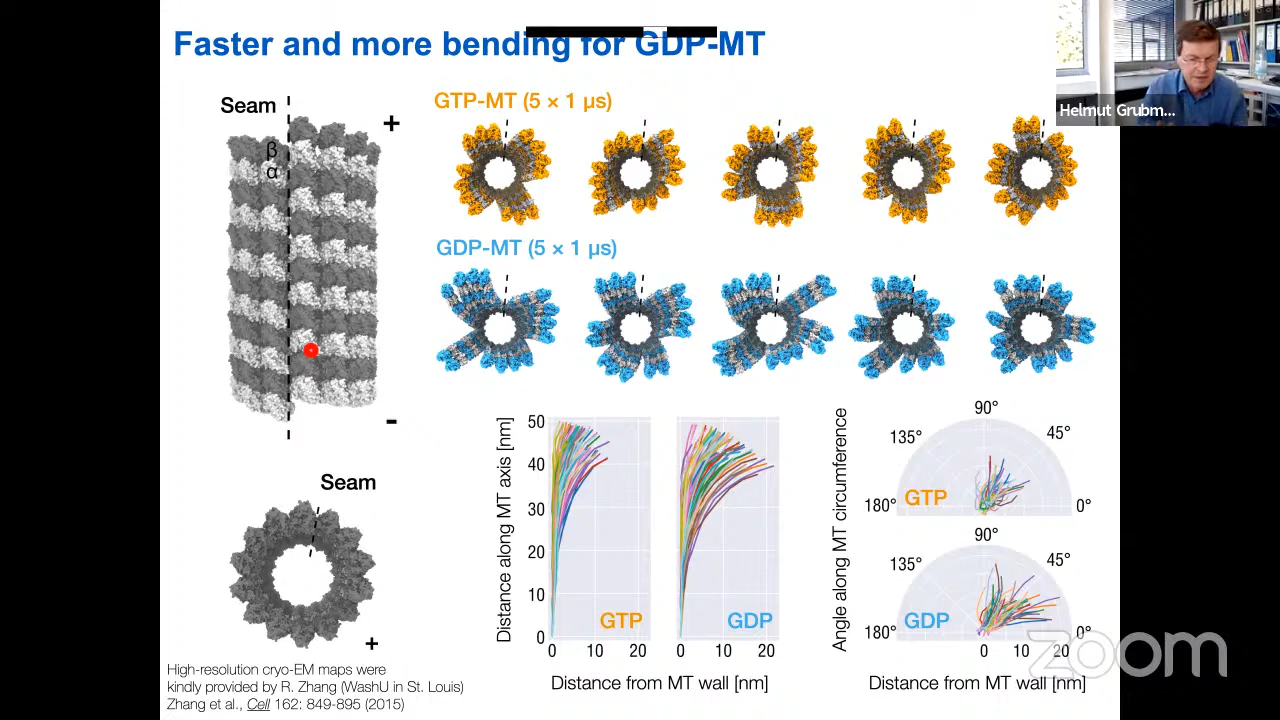 Faster and more bending for GDP-MT
Helmut Grubm...
Seam
+
β
α
-
GTP-MT (5 × 1 µs)
GDP-MT (5 × 1 µs)
Seam
+
High-resolution cryo-EM maps were
kindly provided by R. Zhang (WashU in St. Louis)
Zhang et al., Cell 162: 849-895 (2015)
Distance along MT axis [nm]
50
40
30
20
10
0
GTP
GDP
0 10 20 0 10 20
Distance from MT wall [nm]
Angle along MT circumference
90°
135° 45°
180° GTP 0°
90°
135° 45°
180° GDP 0°
0 10 20
Distance from MT wall [nm]
zoom